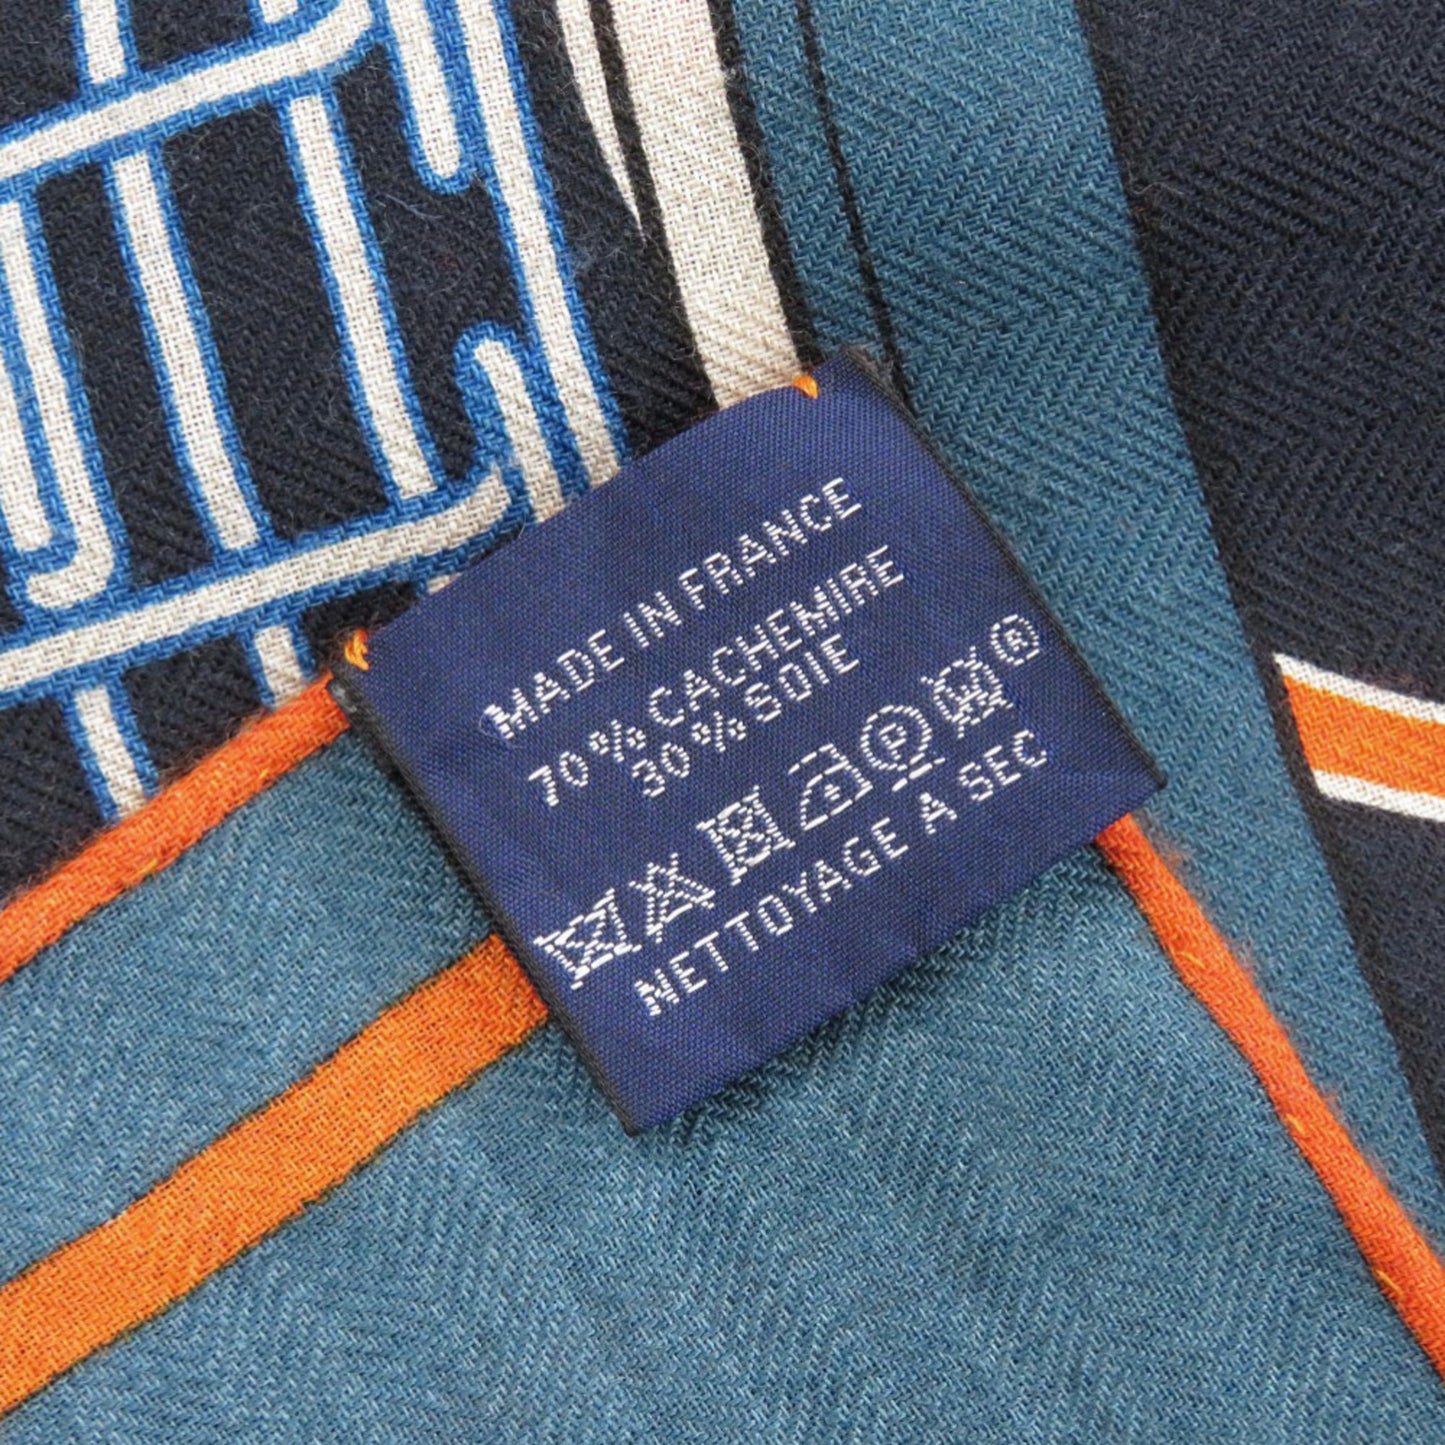 MADE IN FRANCE
70 % CACHEMIRE
30 % SOIE
P W ®
NETTOYAGE A SEC